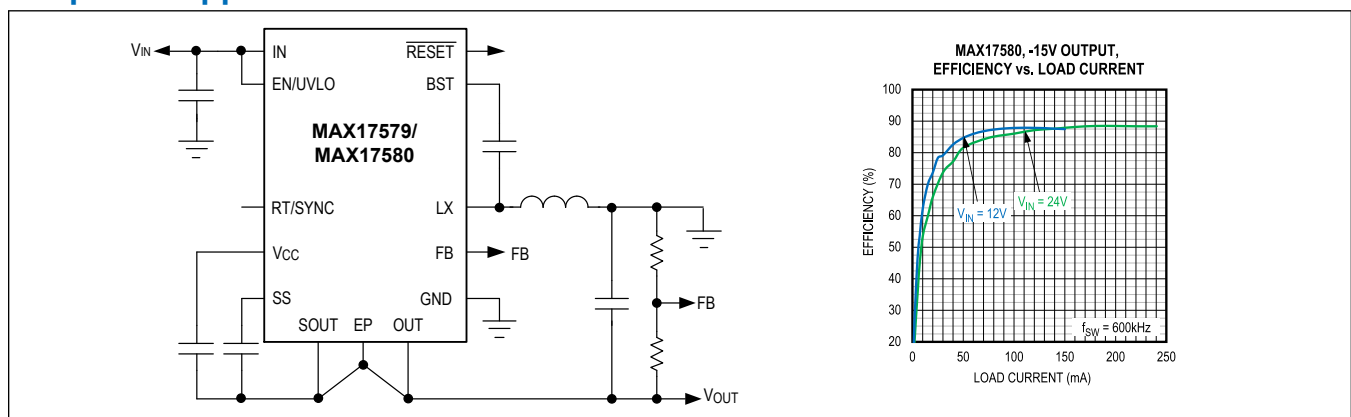 VIN
IN
EN/UVLO
RT/SYNC
VCC
SS
MAX17579/
MAX17580
RESET
BST
LX
FB
FB
GND
SOUT EP OUT
FB
VOUT
MAX17580, -15V OUTPUT,
EFFICIENCY vs. LOAD CURRENT
EFFICIENCY (%)
100
90
80
70
60
50
40
30
20
VIN = 12V
VIN = 24V
fSW = 600kHz
0 50 100 150 200 250
LOAD CURRENT (mA)